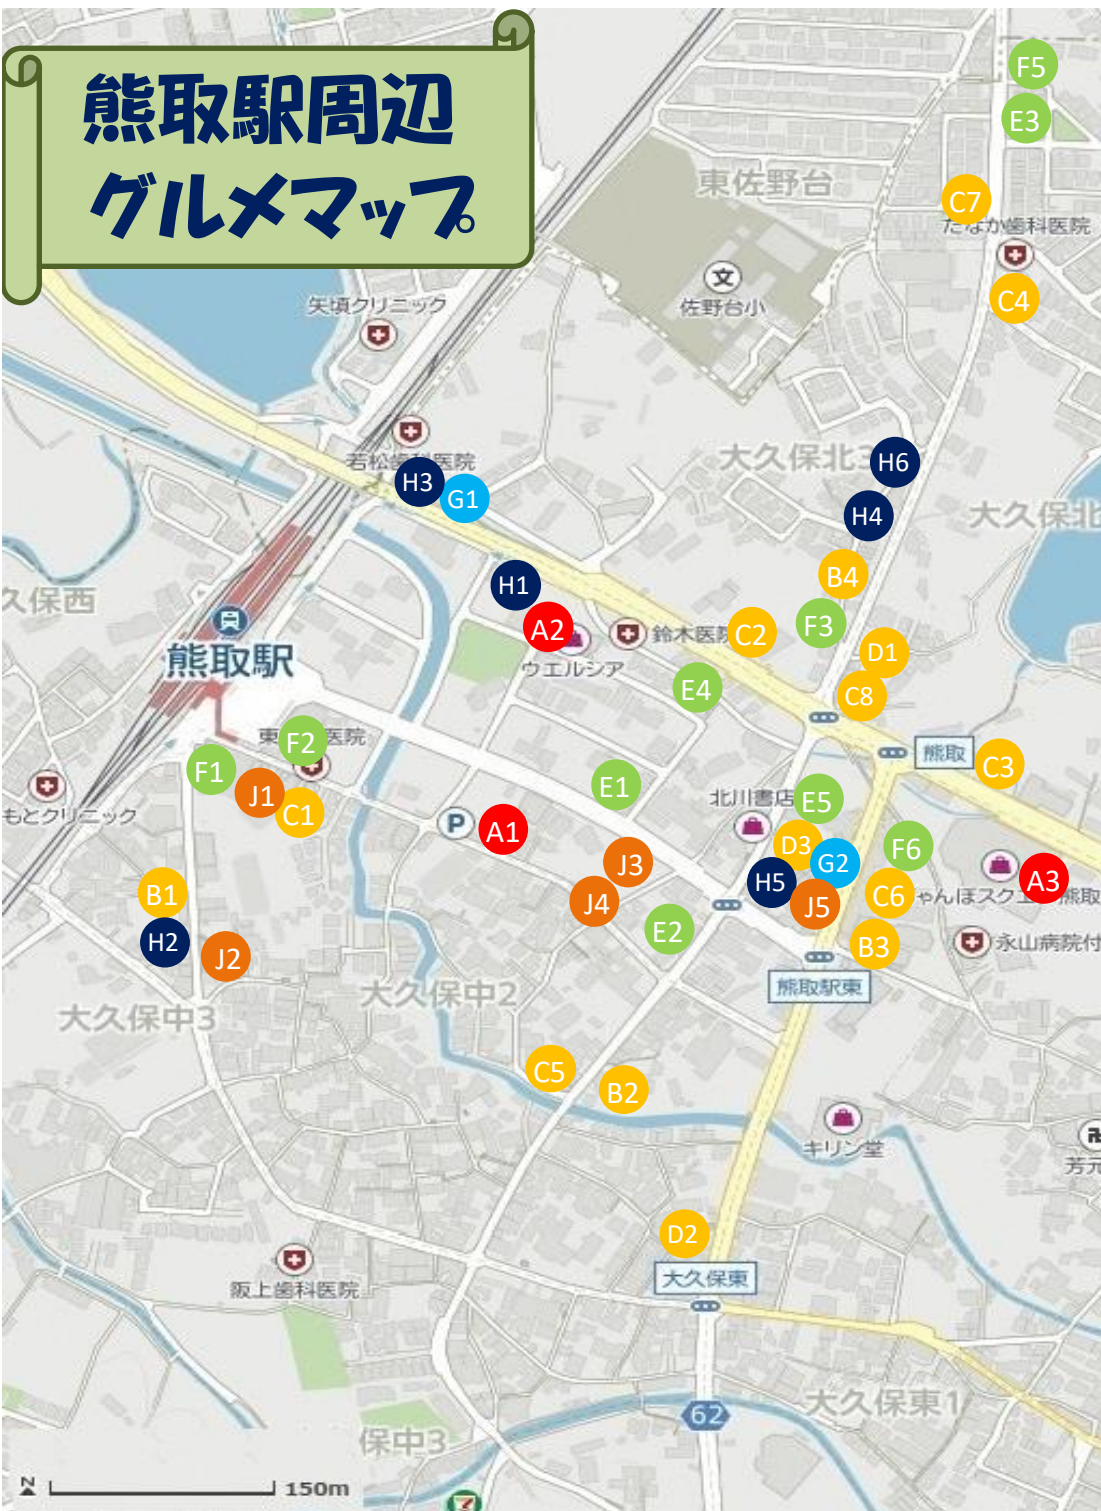 熊取駅周辺
グルメマップ
F5
E3
東佐野台
C7
たなか歯科医院
文
佐野台小
C4
矢頃クリニック
若松歯科医院
大久保北3
H6
H3
G1
H4
大久保北
H1
B4
久保西
A2
鈴木医院
C2
F3
D1
ウエルシア
熊取駅
E4
C8
F2
熊取
C3
F1
J1
C1
E1
北川書店
E5
もとクリニック
P
A1
D3
G2
F6
J3
H5
C6
A3
J4
J5
B1
E2
B3
永山病院付
H2
J2
熊取駅東
大久保中2
大久保中3
C5
B2
キリン堂
芳元
D2
大久保東
阪上歯科医院
62
大久保東1
保中3
N
150m